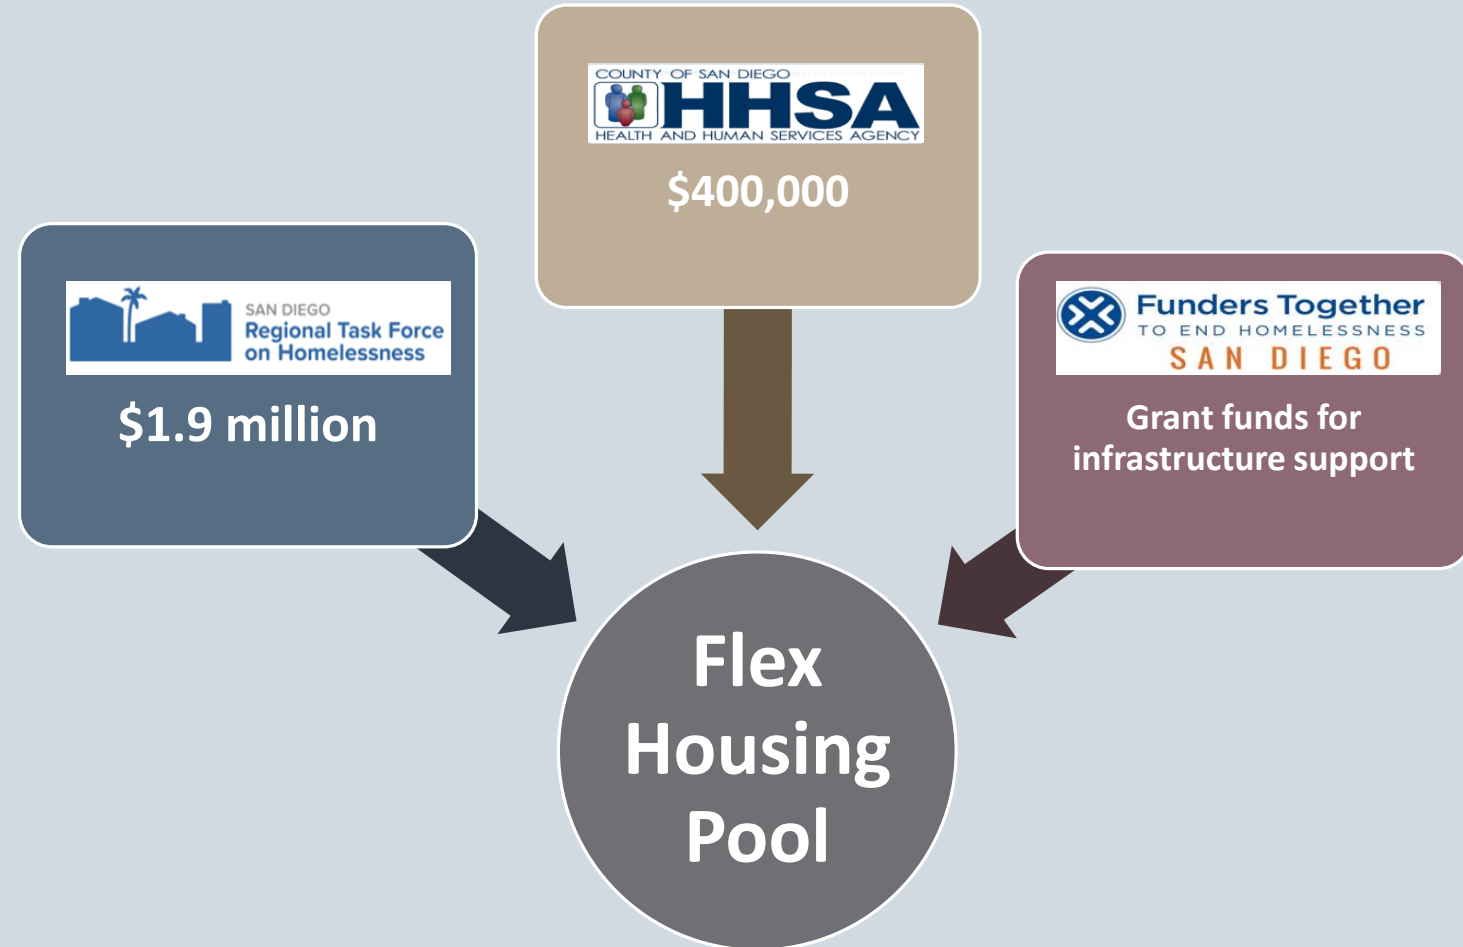 COUNTY OF SAN DIEGO
HHSA
HEALTH AND HUMAN SERVICES AGENCY
$400,000
SAN DIEGO
Regional Task Force
on Homelessness
$1.9 million
Funders Together
TO END HOMELESSNESS
SAN DIEGO
Grant funds for
infrastructure support
Flex
Housing
Pool